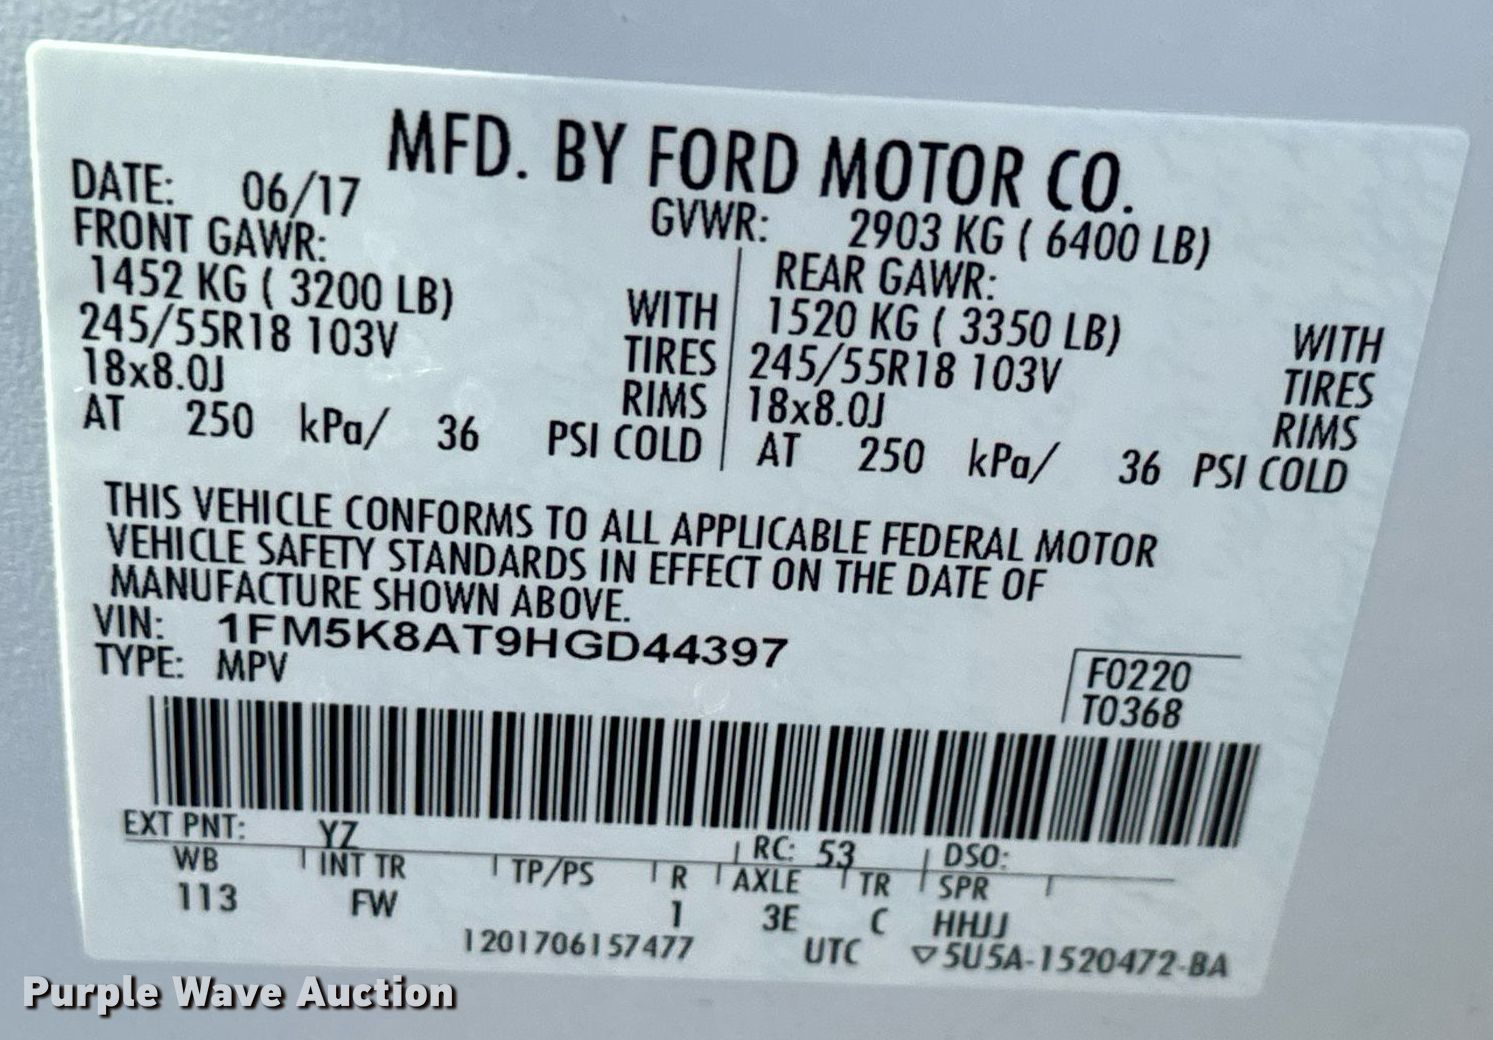 MFD. BY FORD MOTOR CO.
DATE: 06/17 GVWR: 2903 KG ( 6400 LB)
FRONT GAWR: REAR GAWR:
1452 KG ( 3200 LB) WITH 1520 KG ( 3350 LB) WITH
245/55R18 103V TIRES 245/55R18 103V TIRES
18x8.0J RIMS 18x8.0J RIMS
AT 250 kPa/ 36 PSI COLD AT 250 kPa/ 36 PSI COLD
THIS VEHICLE CONFORMS TO ALL APPLICABLE FEDERAL MOTOR
VEHICLE SAFETY STANDARDS IN EFFECT ON THE DATE OF
MANUFACTURE SHOWN ABOVE.
VIN: 1FM5K8AT9HGD44397
TYPE: MPV
F0220
T0368
EXT PNT: YZ RC: 53 DSO:
WB INT TR TP/PS R AXLE TR SPR
113 FW 1 3E C HHJJ
1201706157477 UTC ▽5U5A-1520472-BA
Purple Wave Auction